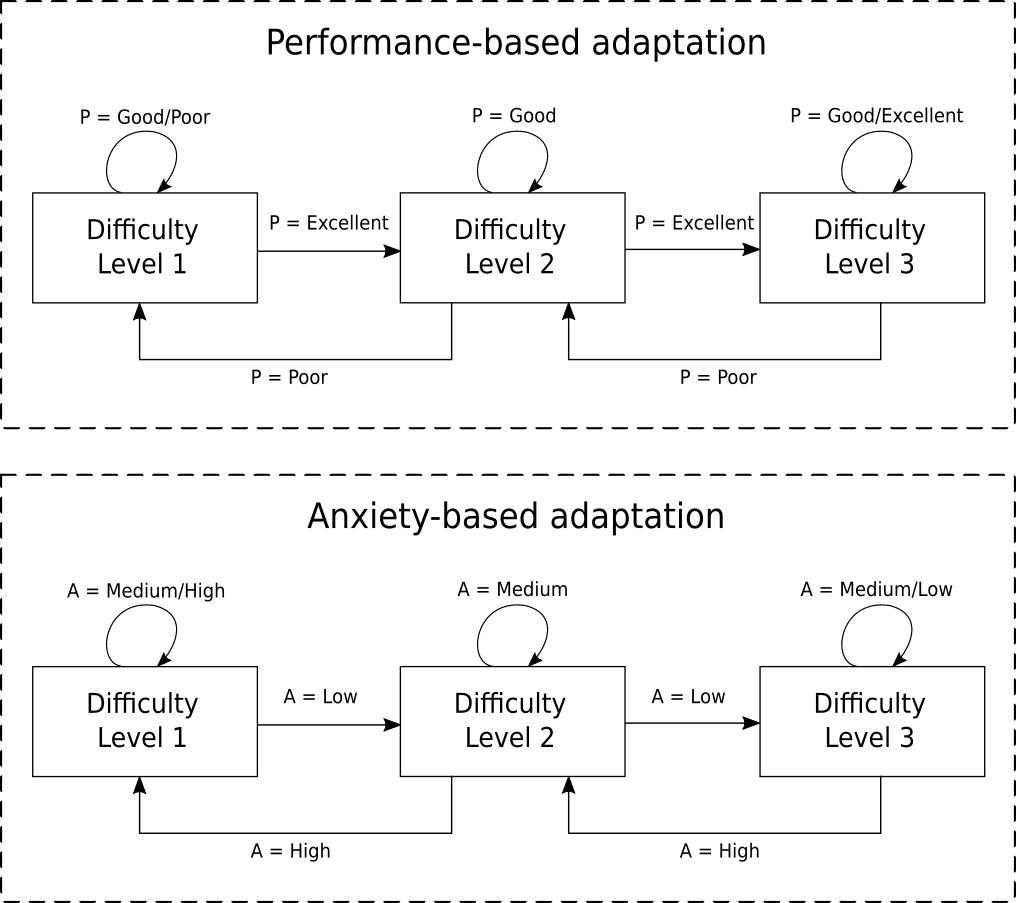 Performance-based adaptation
P = Good/Poor
P = Good
P = Good/Excellent
Difficulty
Level 1
P = Excellent
Difficulty
Level 2
P = Excellent
Difficulty
Level 3
P = Poor
P = Poor
Anxiety-based adaptation
A = Medium/High
A = Medium
A = Medium/Low
Difficulty
Level 1
A = Low
Difficulty
Level 2
A = Low
Difficulty
Level 3
A = High
A = High